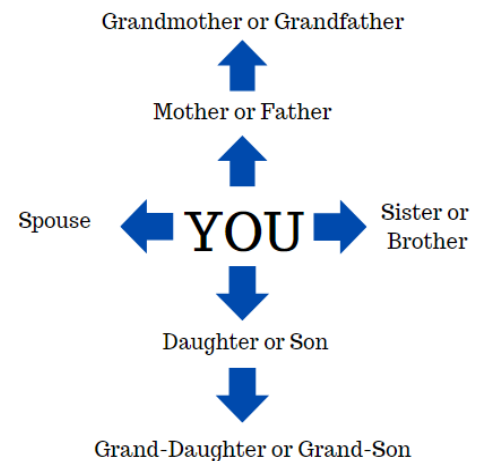 Grandmother or Grandfather
Mother or Father
Spouse
YOU
Sister or
Brother
Daughter or Son
Grand-Daughter or Grand-Son